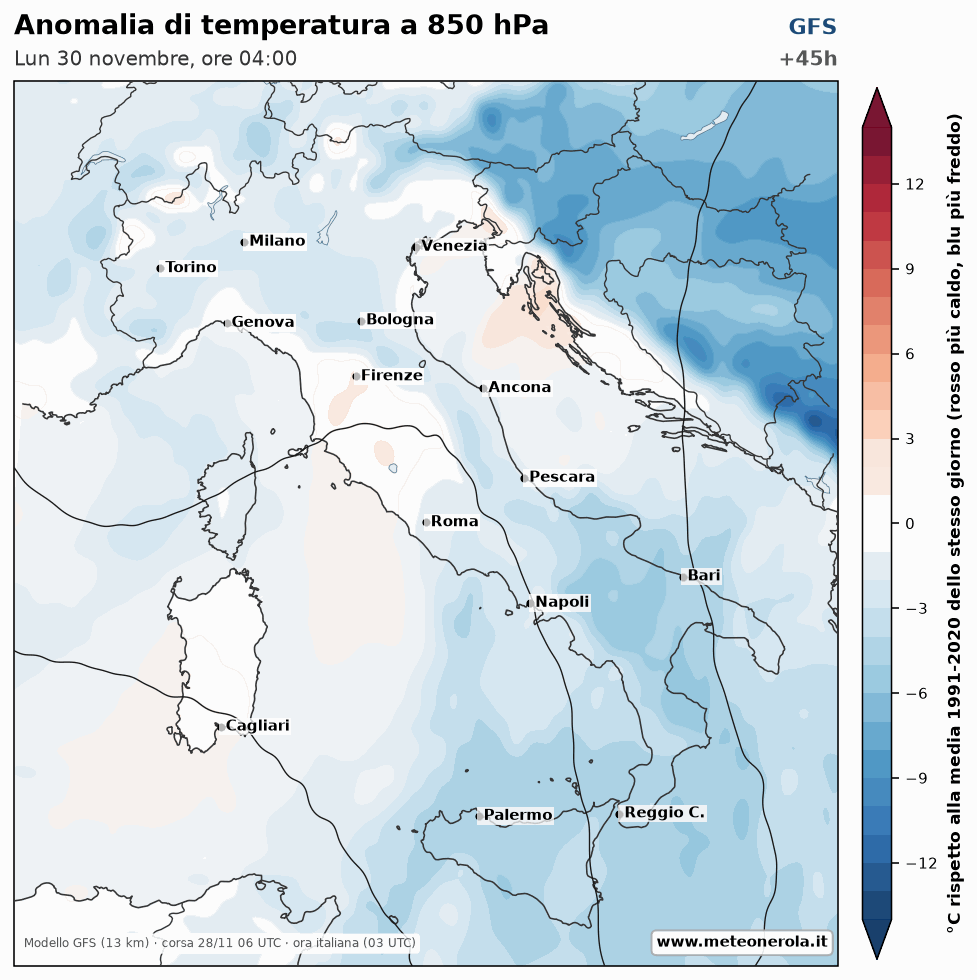 Anomalia di temperatura a 850 hPa
GFS
Lun 30 novembre, ore 04:00
+45h
Milano
Venezia
Torino
Genova
Bologna
Firenze
Ancona
Pescara
Roma
Bari
Napoli
Cagliari
Palermo
Reggio C.
12
9
6
3
0
−3
−6
−9
−12
°C rispetto alla media 1991-2020 dello stesso giorno (rosso più caldo, blu più freddo)
Modello GFS (13 km) · corsa 28/11 06 UTC · ora italiana (03 UTC)
www.meteonerola.it